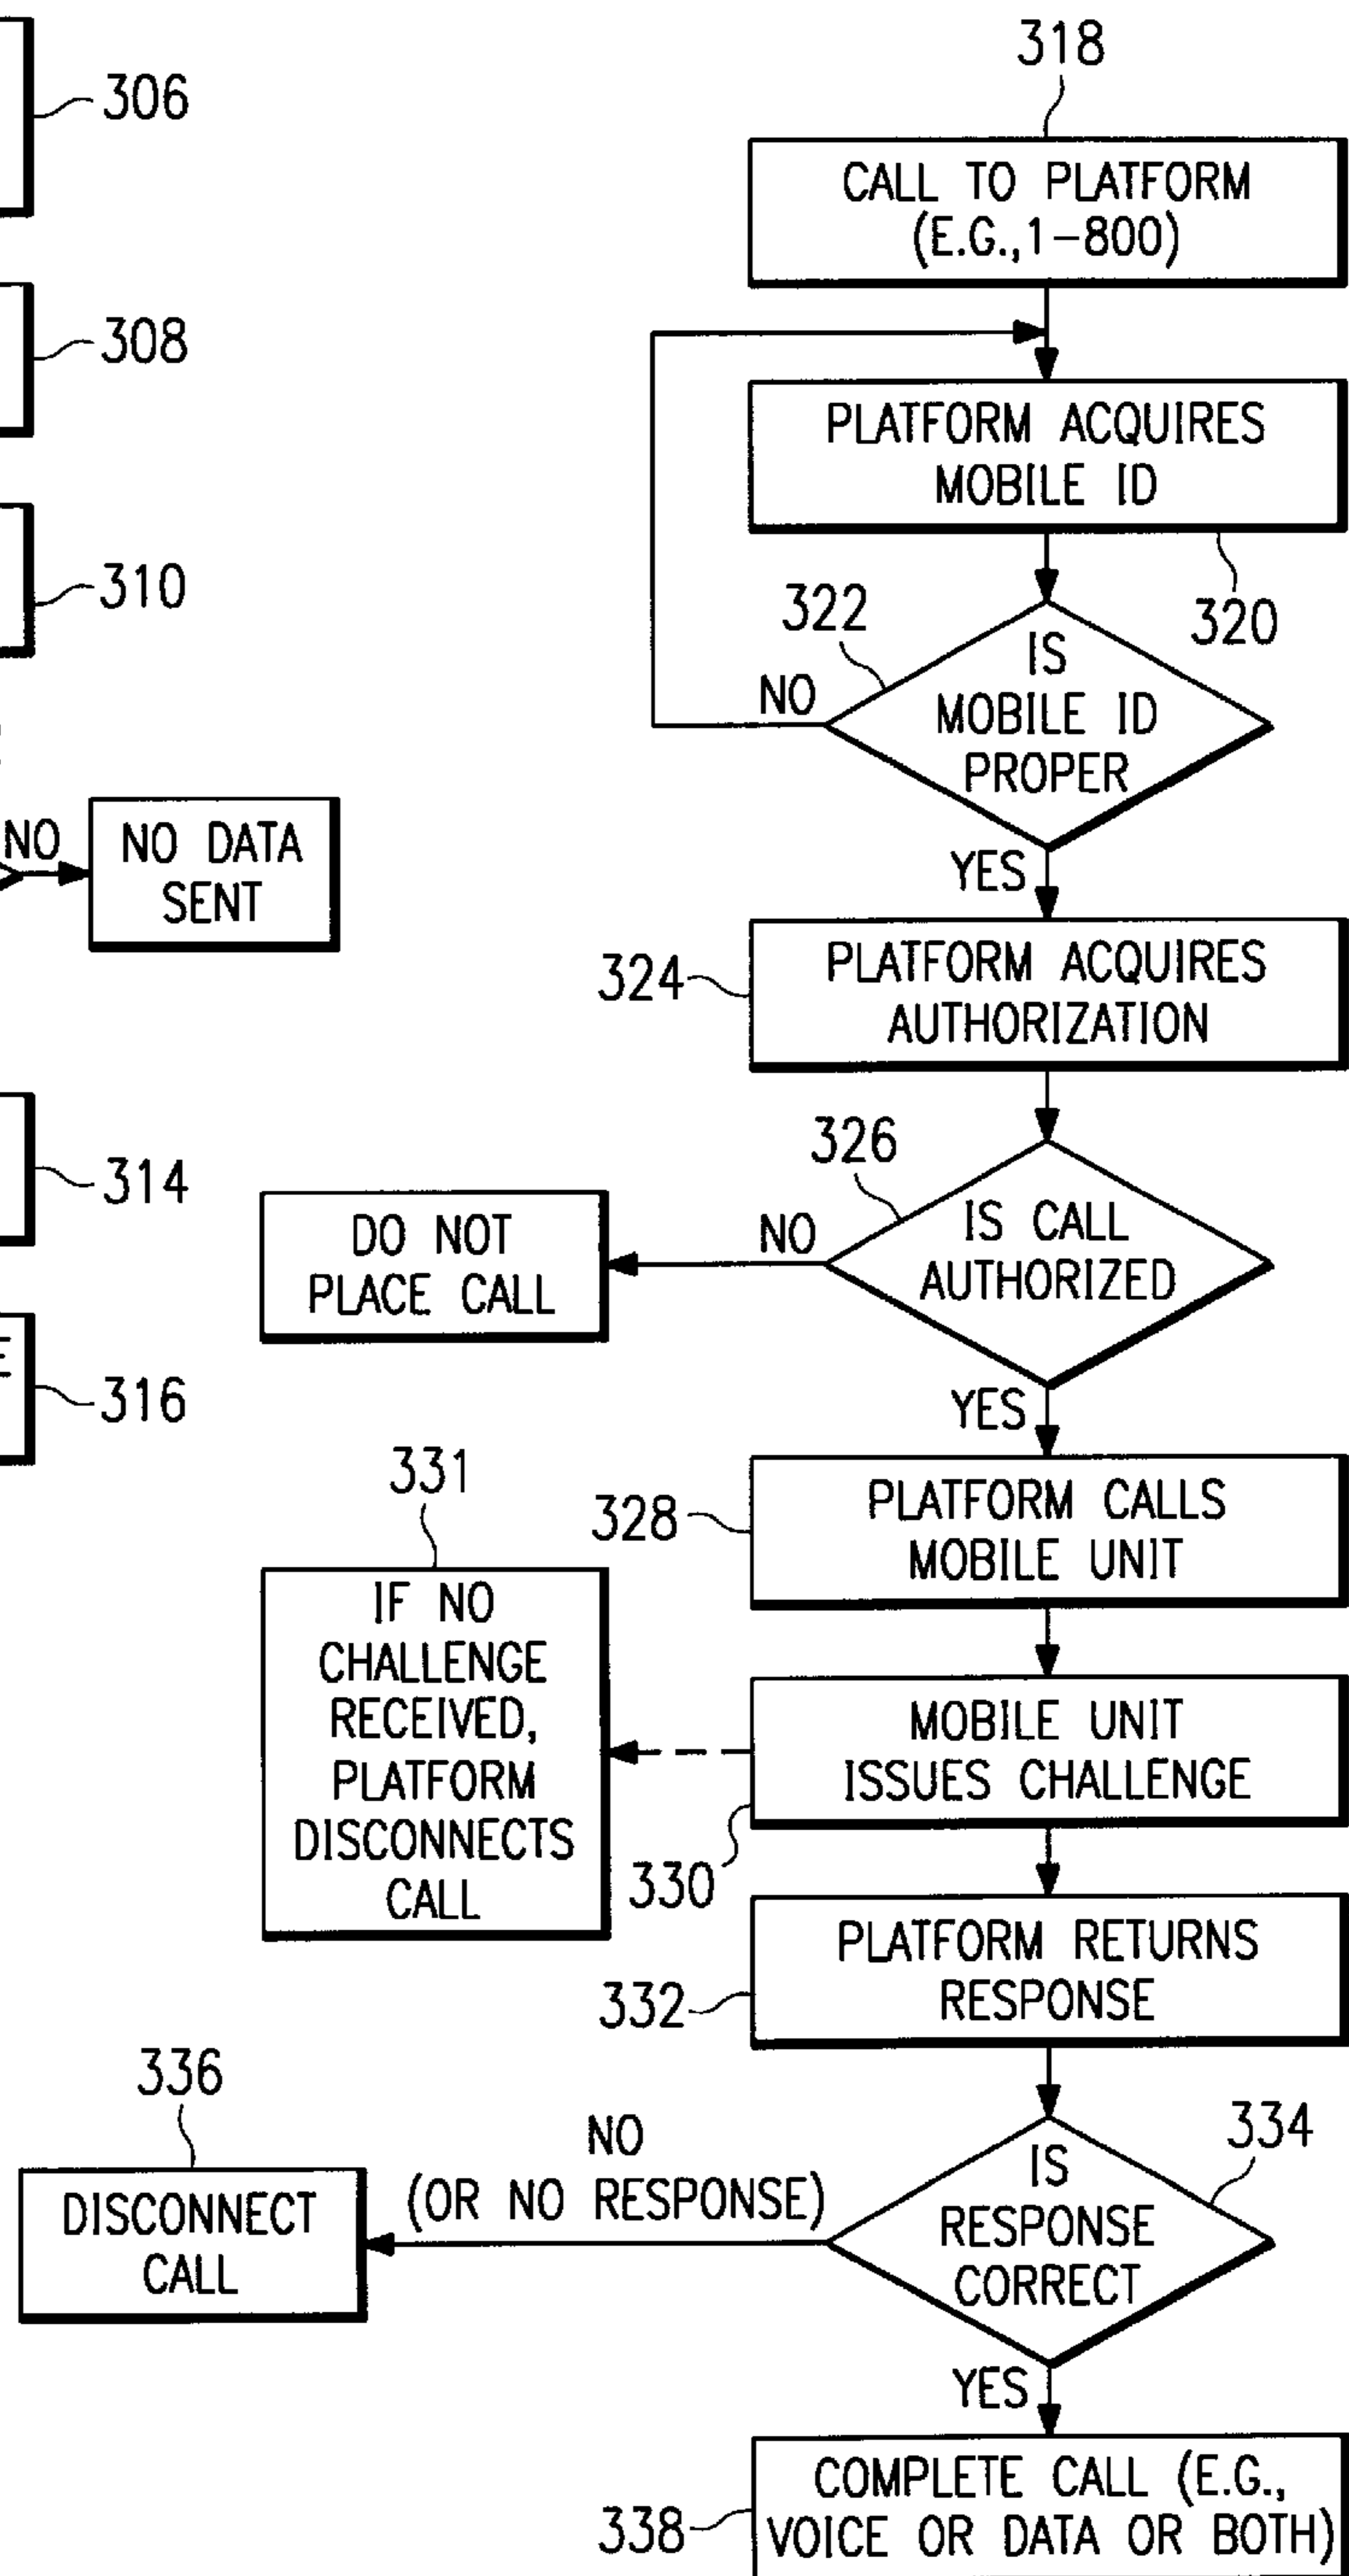 306
308
310
NO
NO DATA
SENT
314
E
316
318
CALL TO PLATFORM
(E.G.,1-800)
PLATFORM ACQUIRES
MOBILE ID
320
322
IS
MOBILE ID
PROPER
NO
YES
324
PLATFORM ACQUIRES
AUTHORIZATION
326
IS CALL
AUTHORIZED
NO
DO NOT
PLACE CALL
YES
328
PLATFORM CALLS
MOBILE UNIT
331
IF NO
CHALLENGE
RECEIVED,
PLATFORM
DISCONNECTS
CALL
MOBILE UNIT
ISSUES CHALLENGE
330
PLATFORM RETURNS
RESPONSE
332
334
IS
RESPONSE
CORRECT
NO
(OR NO RESPONSE)
336
DISCONNECT
CALL
YES
338
COMPLETE CALL (E.G.,
VOICE OR DATA OR BOTH)